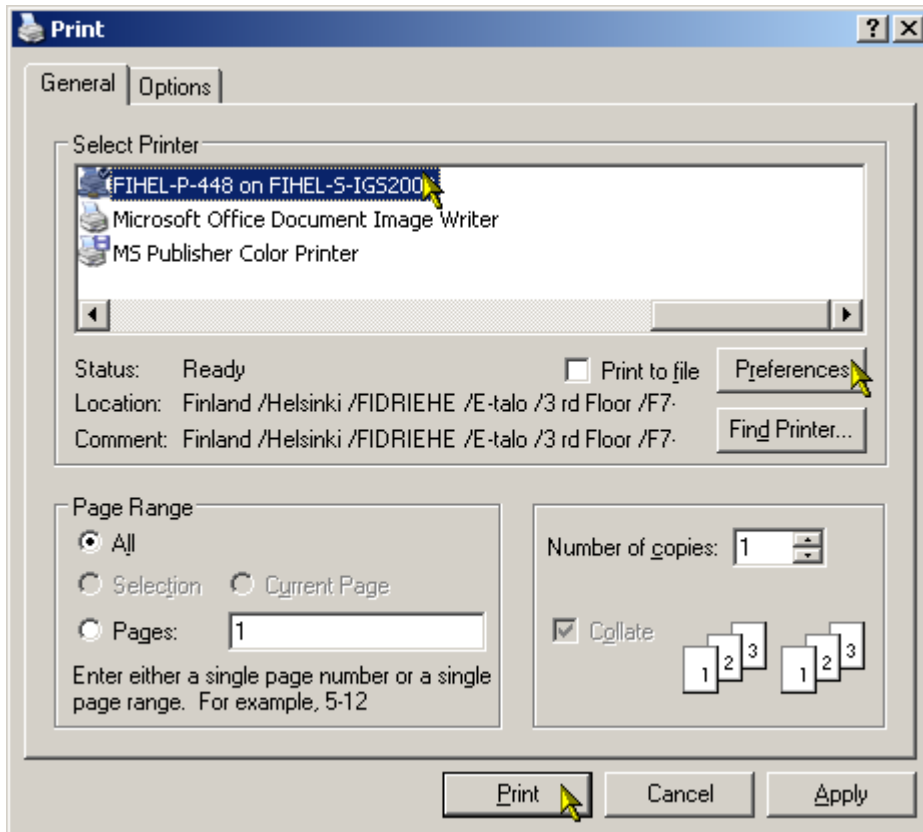 Print
General
Options
Select Printer
FIHEL-P-448 on FIHEL-S-IGS200
Microsoft Office Document Image Writer
MS Publisher Color Printer
Status: Ready
Print to file
Preferences
Location: Finland /Helsinki /FIDRIEHE /E-talo /3 rd Floor /F7-
Comment: Finland /Helsinki /FIDRIEHE /E-talo /3 rd Floor /F7-
Find Printer...
Page Range
All
Selection
Current Page
Pages: 1
Enter either a single page number or a single
page range. For example, 5-12
Number of copies: 1
Collate
1 2 3 1 2 3
Print
Cancel
Apply